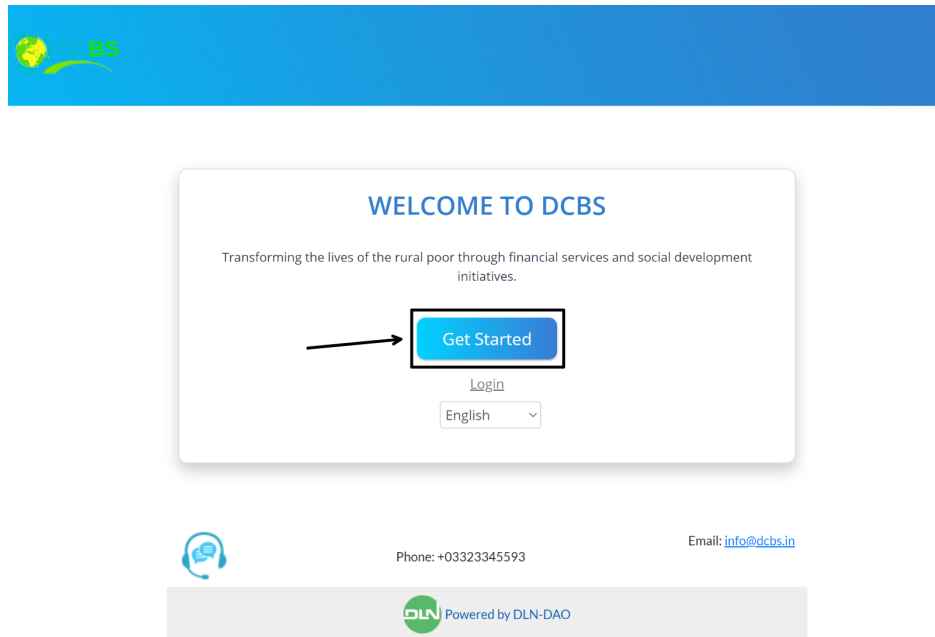 DCBS
WELCOME TO DCBS
Transforming the lives of the rural poor through financial services and social development
initiatives.
Get Started
Login
English
Email: info@dcbs.in
Phone: +03323345593
DLN Powered by DLN-DAO